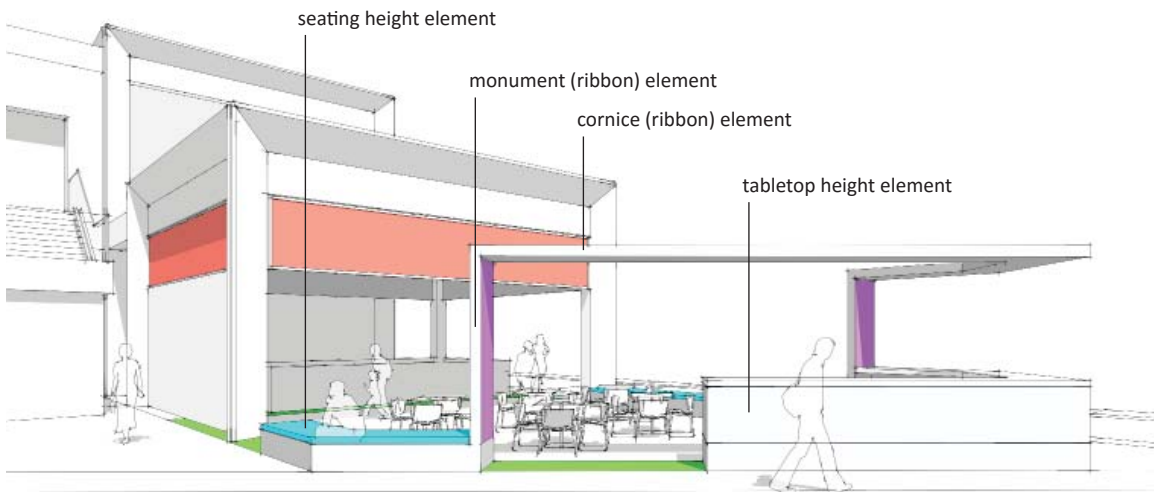 seating height element
monument (ribbon) element
cornice (ribbon) element
tabletop height element